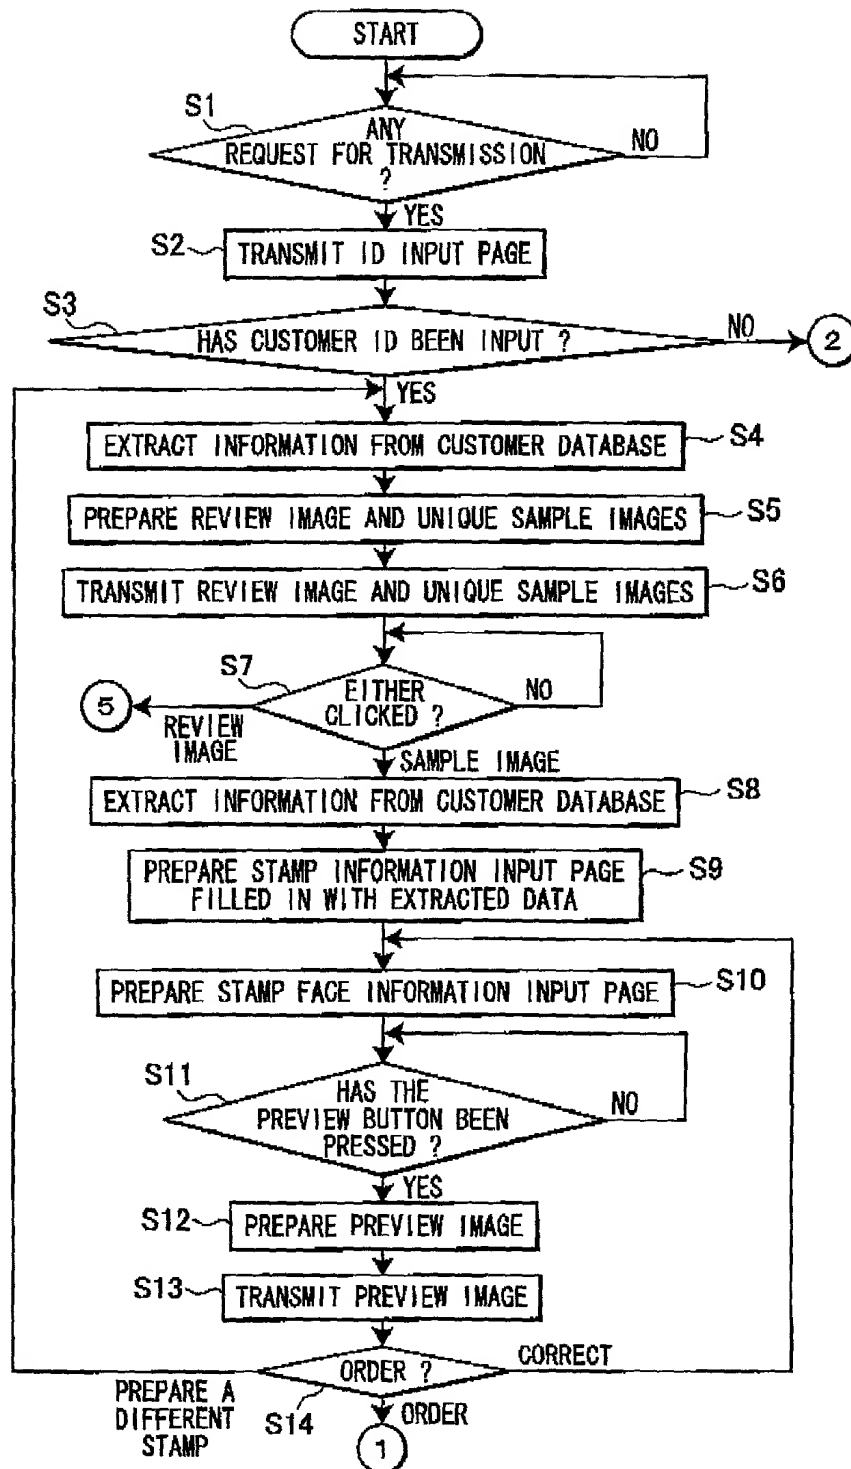 START
S1
ANY
REQUEST FOR TRANSMISSION
?
NO
YES
S2
TRANSMIT ID INPUT PAGE
S3
HAS CUSTOMER ID BEEN INPUT ?
NO
2
YES
EXTRACT INFORMATION FROM CUSTOMER DATABASE
S4
PREPARE REVIEW IMAGE AND UNIQUE SAMPLE IMAGES
S5
TRANSMIT REVIEW IMAGE AND UNIQUE SAMPLE IMAGES
S6
S7
EITHER
CLICKED ?
NO
5
REVIEW
IMAGE
SAMPLE IMAGE
EXTRACT INFORMATION FROM CUSTOMER DATABASE
S8
PREPARE STAMP INFORMATION INPUT PAGE
FILLED IN WITH EXTRACTED DATA
S9
PREPARE STAMP FACE INFORMATION INPUT PAGE
S10
S11
HAS THE
PREVIEW BUTTON BEEN
PRESSED ?
NO
YES
S12
PREPARE PREVIEW IMAGE
S13
TRANSMIT PREVIEW IMAGE
ORDER ?
CORRECT
PREPARE A
DIFFERENT
STAMP
S14
ORDER
1